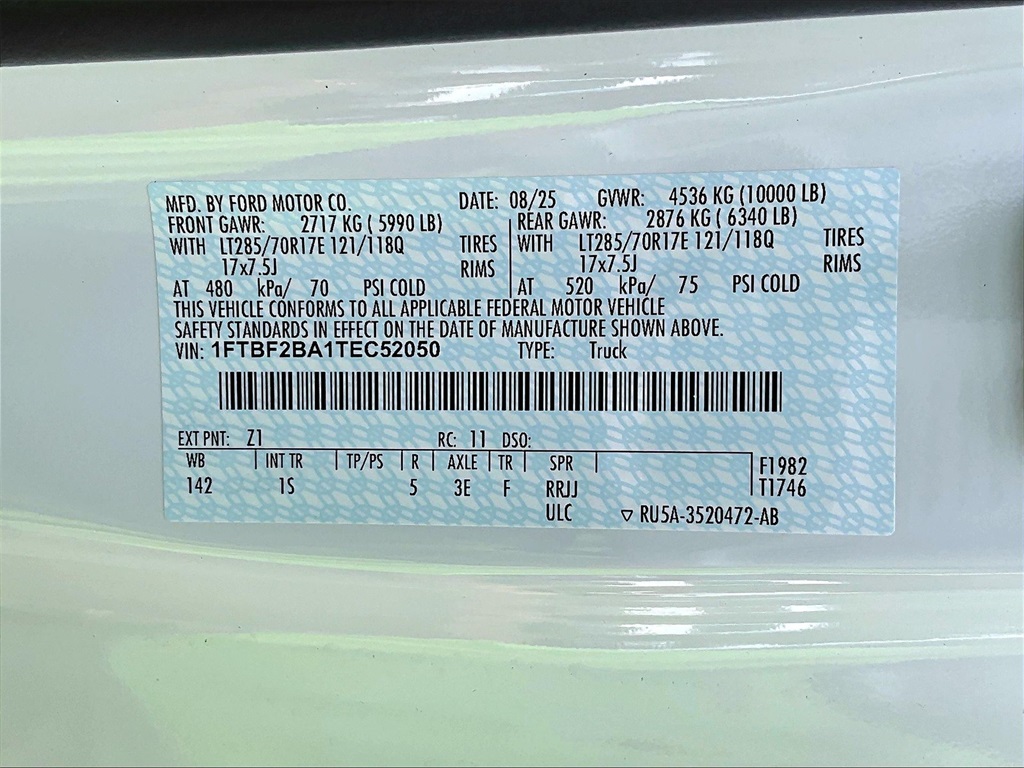 MFD. BY FORD MOTOR CO. DATE: 08/25 GVWR: 4536 KG (10000 LB)
FRONT GAWR: 2717 KG ( 5990 LB) REAR GAWR: 2876 KG ( 6340 LB)
WITH LT285/70R17E 121/118Q TIRES WITH LT285/70R17E 121/118Q TIRES
17x7.5J RIMS 17x7.5J RIMS
AT 480 kPa/ 70 PSI COLD AT 520 kPa/ 75 PSI COLD
THIS VEHICLE CONFORMS TO ALL APPLICABLE FEDERAL MOTOR VEHICLE
SAFETY STANDARDS IN EFFECT ON THE DATE OF MANUFACTURE SHOWN ABOVE.
VIN: 1FTBF2BA1TEC52050 TYPE: Truck
EXT PNT: Z1 RC: 11 DSO:
WB INT TR TP/PS R AXLE TR SPR F1982
142 1S 5 3E F RRJJ T1746
ULC ▽ RU5A-3520472-AB